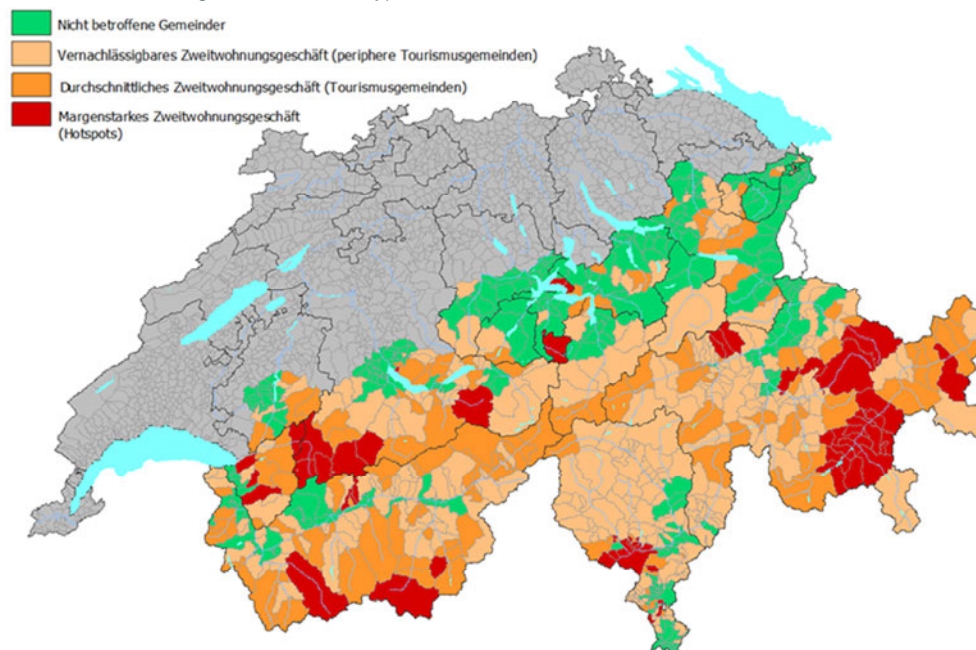 Nicht betroffene Gemeinder
Vernachlässigbares Zweitwohnungsgeschäft (periphere Tourismusgemeinden)
Durchschnittliches Zweitwohnungsgeschäft (Tourismusgemeinden)
Margenstarkes Zweitwohnungsgeschäft
(Hotspots)